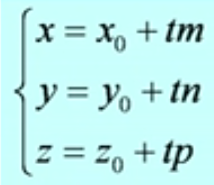 x = x₀ + tm
y = y₀ + tn
z = z₀ + tp